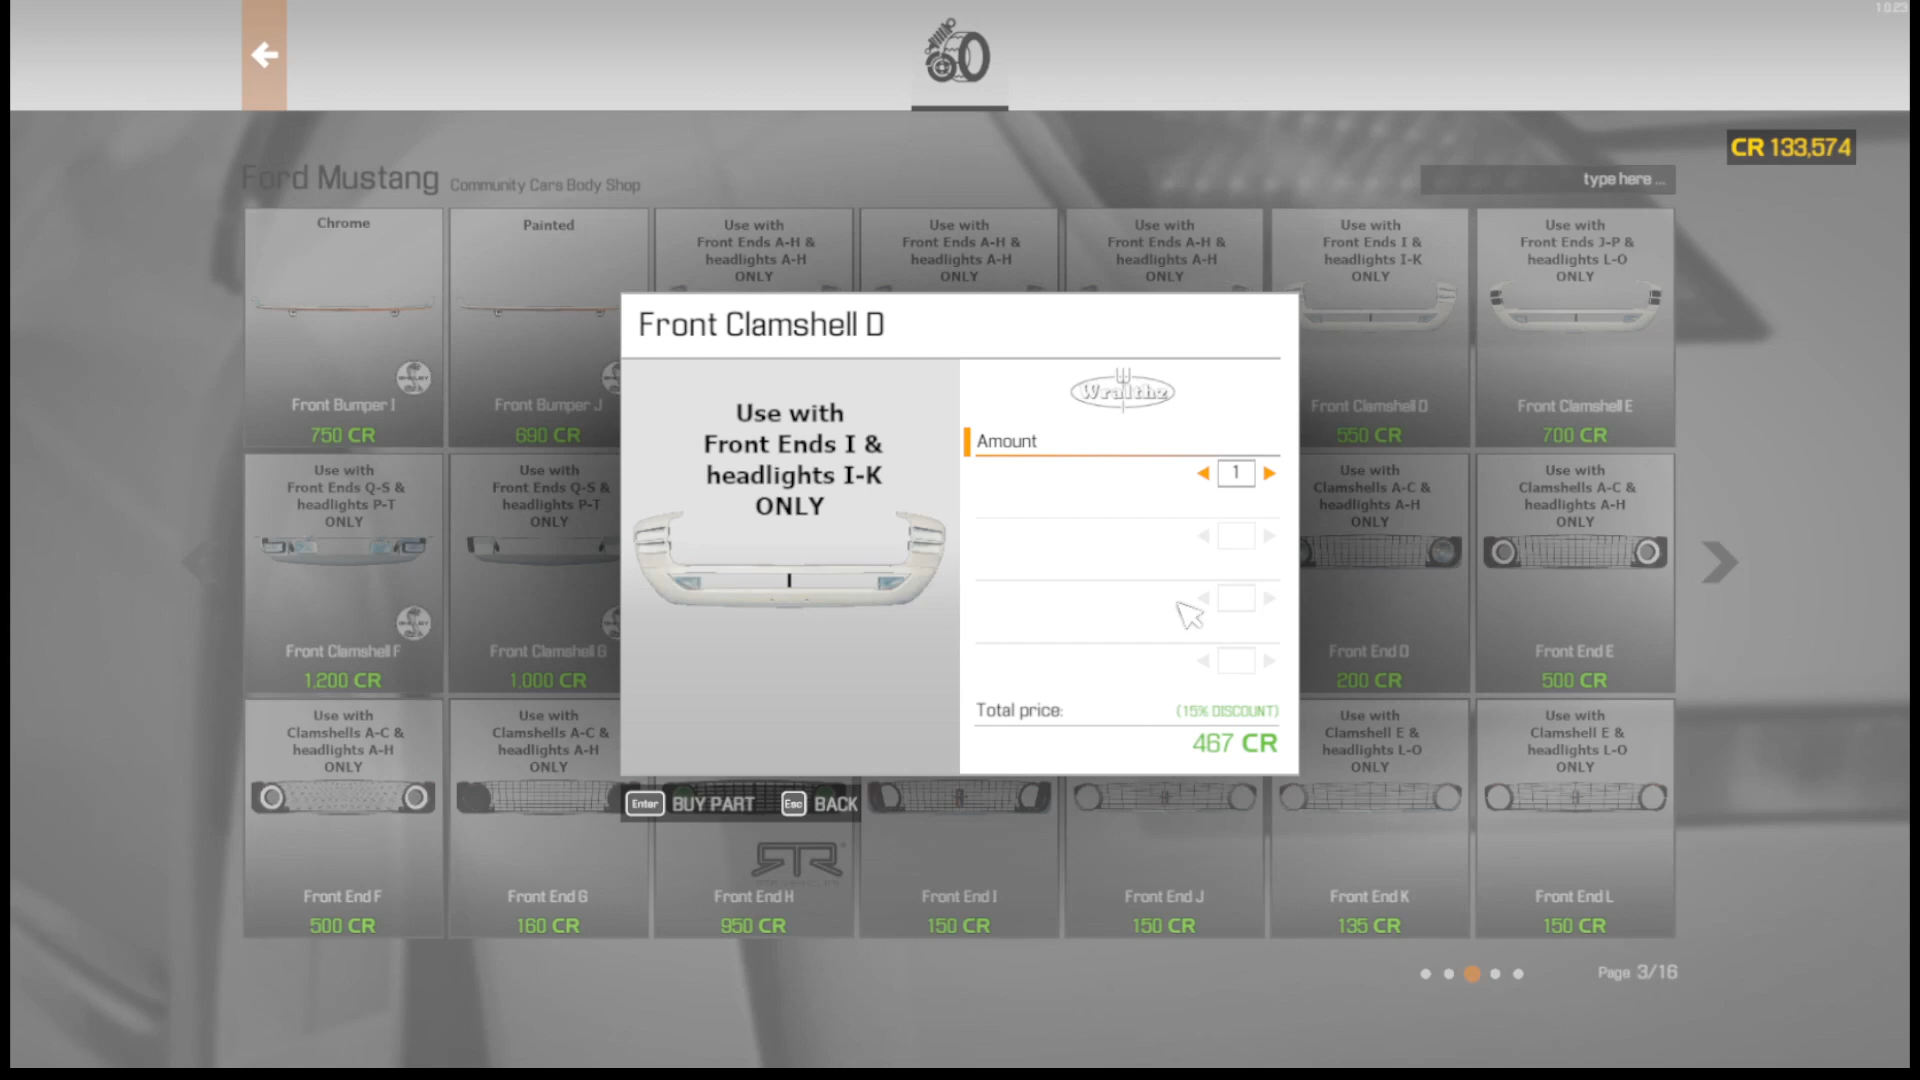 1.0.23
CR 133,574
Ford Mustang Community Cars Body Shop
type here ...
Chrome
Front Bumper I
750 CR
Painted
Front Bumper J
690 CR
Use with
Front Ends A-H &
headlights A-H
ONLY
Use with
Front Ends A-H &
headlights A-H
ONLY
Use with
Front Ends A-H &
headlights A-H
ONLY
Use with
Front Ends I &
headlights I-K
ONLY
Front Clamshell D
550 CR
Use with
Front Ends J-P &
headlights L-O
ONLY
Front Clamshell E
700 CR
Front Clamshell D
Use with
Front Ends I &
headlights I-K
ONLY
Wralthz
Amount
1
Total price:
(15% DISCOUNT)
467 CR
Enter BUY PART Esc BACK
Use with
Front Ends Q-S &
headlights P-T
ONLY
Front Clamshell F
1,200 CR
Use with
Front Ends Q-S &
headlights P-T
ONLY
Front Clamshell G
1,000 CR
Use with
Clamshells A-C &
headlights A-H
ONLY
Front End D
200 CR
Use with
Clamshells A-C &
headlights A-H
ONLY
Front End E
500 CR
Use with
Clamshells A-C &
headlights A-H
ONLY
Front End F
500 CR
Use with
Clamshells A-C &
headlights A-H
ONLY
Front End G
160 CR
RTR
Front End H
950 CR
Front End I
150 CR
Front End J
150 CR
Use with
Clamshell E &
headlights L-O
ONLY
Front End K
135 CR
Use with
Clamshell E &
headlights L-O
ONLY
Front End L
150 CR
Page 3/16